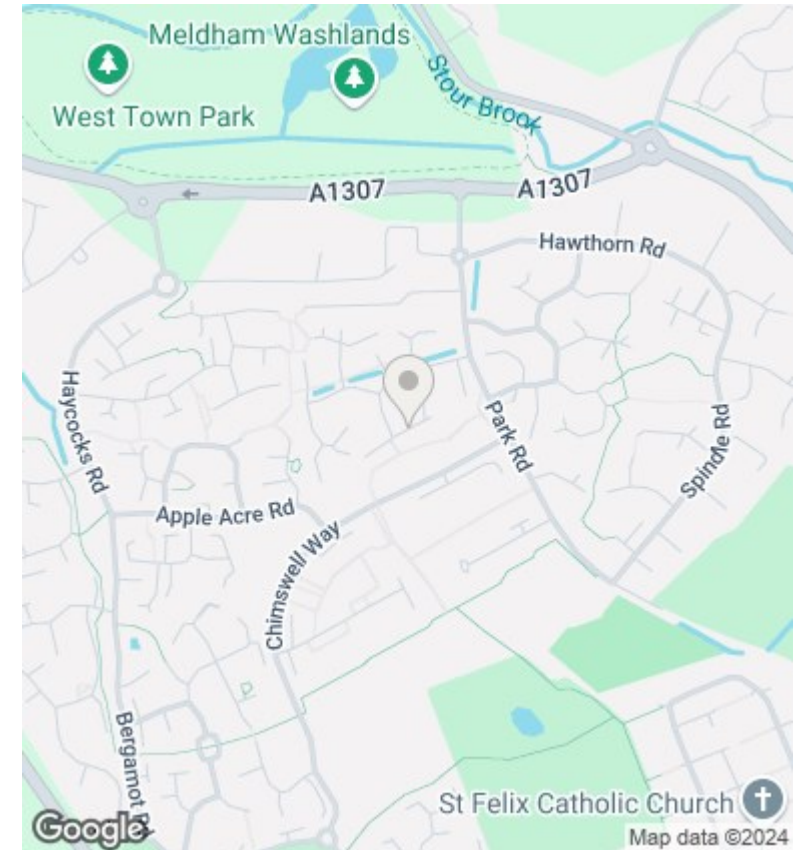 Meldham Washlands
West Town Park
Stour Brook
A1307
A1307
Hawthorn Rd
Haycocks Rd
Park Rd
Spindle Rd
Apple Acre Rd
Chimswell Way
Bergamot Rd
St Felix Catholic Church
Google
Map data ©2024